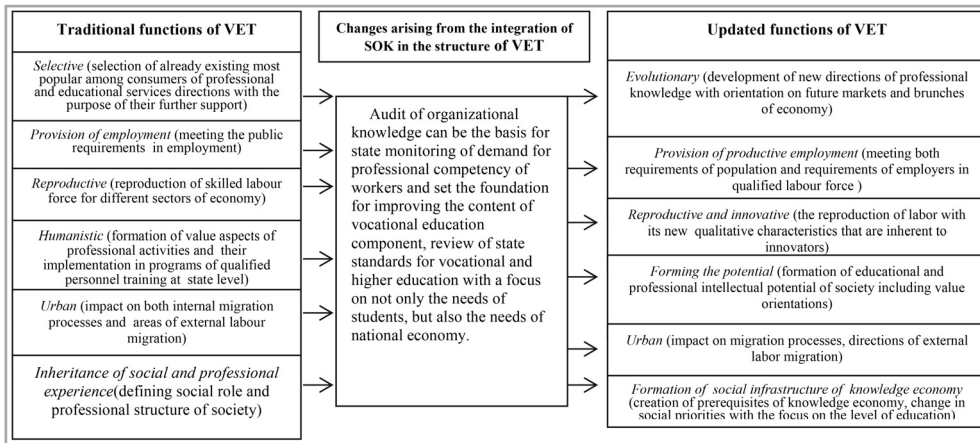 Traditional functions of VET
Selective (selection of already existing most
popular among consumers of professional
and educational services directions with the
purpose of their further support)
Provision of employment (meeting the public
requirements in employment)
Reproductive (reproduction of skilled labour
force for different sectors of economy)
Humanistic (formation of value aspects of
professional activities and their
implementation in programs of qualified
personnel training at state level)
Urban (impact on both internal migration
processes and areas of external labour
migration)
Inheritance of social and professional
experience(defining social role and
professional structure of society)
Changes arising from the integration of
SOK in the structure of VET
Audit of organizational
knowledge can be the basis for
state monitoring of demand for
professional competency of
workers and set the foundation
for improving the content of
vocational education
component, review of state
standards for vocational and
higher education with a focus
on not only the needs of
students, but also the needs of
national economy.
Updated functions of VET
Evolutionary (development of new directions of professional
knowledge with orientation on future markets and brunches
of economy)
Provision of productive employment (meeting both
requirements of population and requirements of employers in
qualified labour force )
Reproductive and innovative (the reproduction of labor with
its new qualitative characteristics that are inherent to
innovators)
Forming the potential (formation of educational and
professional intellectual potential of society including value
orientations)
Urban (impact on migration processes, directions of external
labor migration)
Formation of social infrastructure of knowledge economy
(creation of prerequisites of knowledge economy, change in
social priorities with the focus on the level of education)